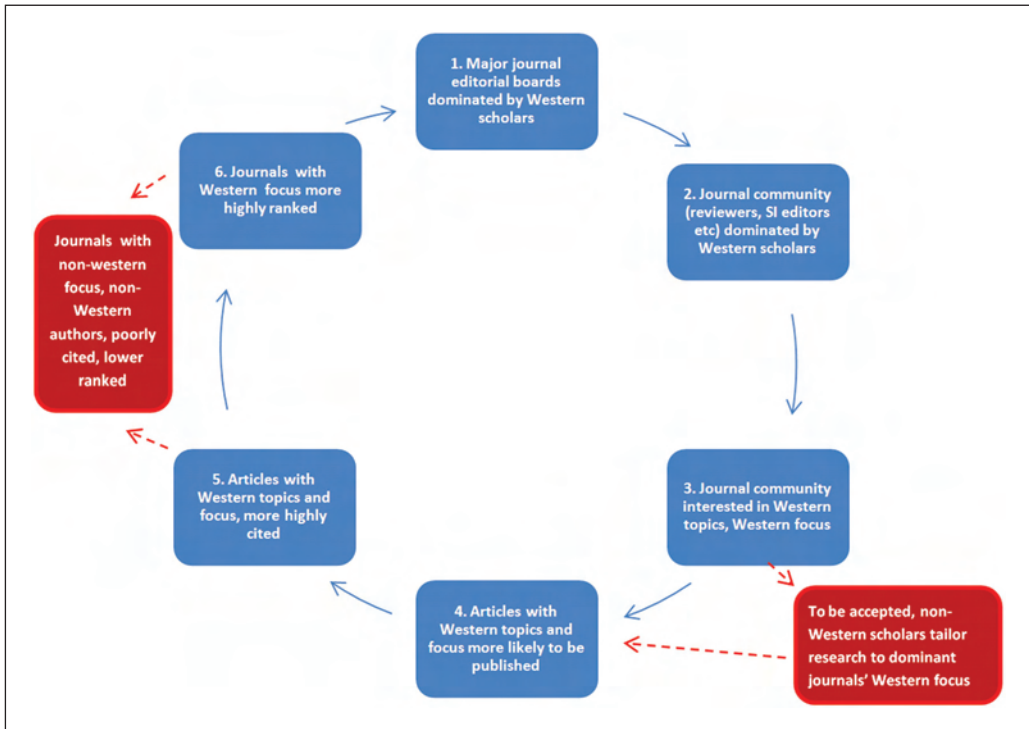 1. Major journal
editorial boards
dominated by Western
scholars
2. Journal community
(reviewers, SI editors
etc) dominated by
Western scholars
3. Journal community
interested in Western
topics, Western focus
To be accepted, non-
Western scholars tailor
research to dominant
journals’ Western focus
4. Articles with
Western topics and
focus more likely to be
published
5. Articles with
Western topics and
focus, more highly
cited
6. Journals with
Western focus more
highly ranked
Journals with
non-western
focus, non-
Western
authors, poorly
cited, lower
ranked